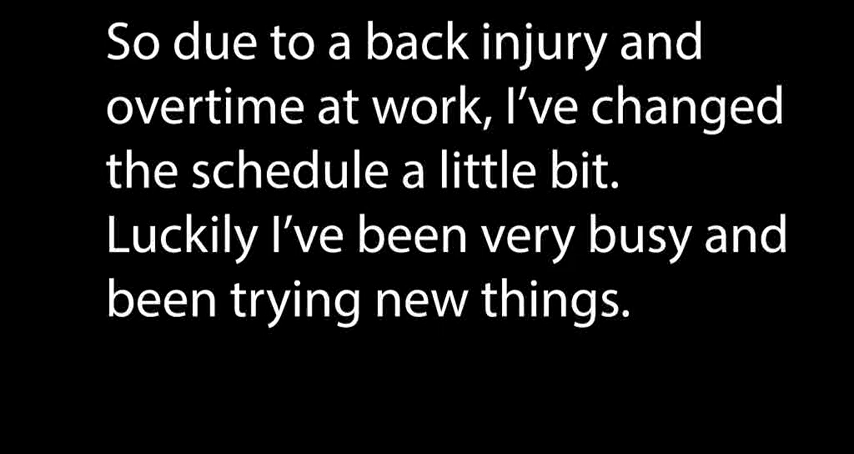 So due to a back injury and
overtime at work, I’ve changed
the schedule a little bit.
Luckily I’ve been very busy and
been trying new things.